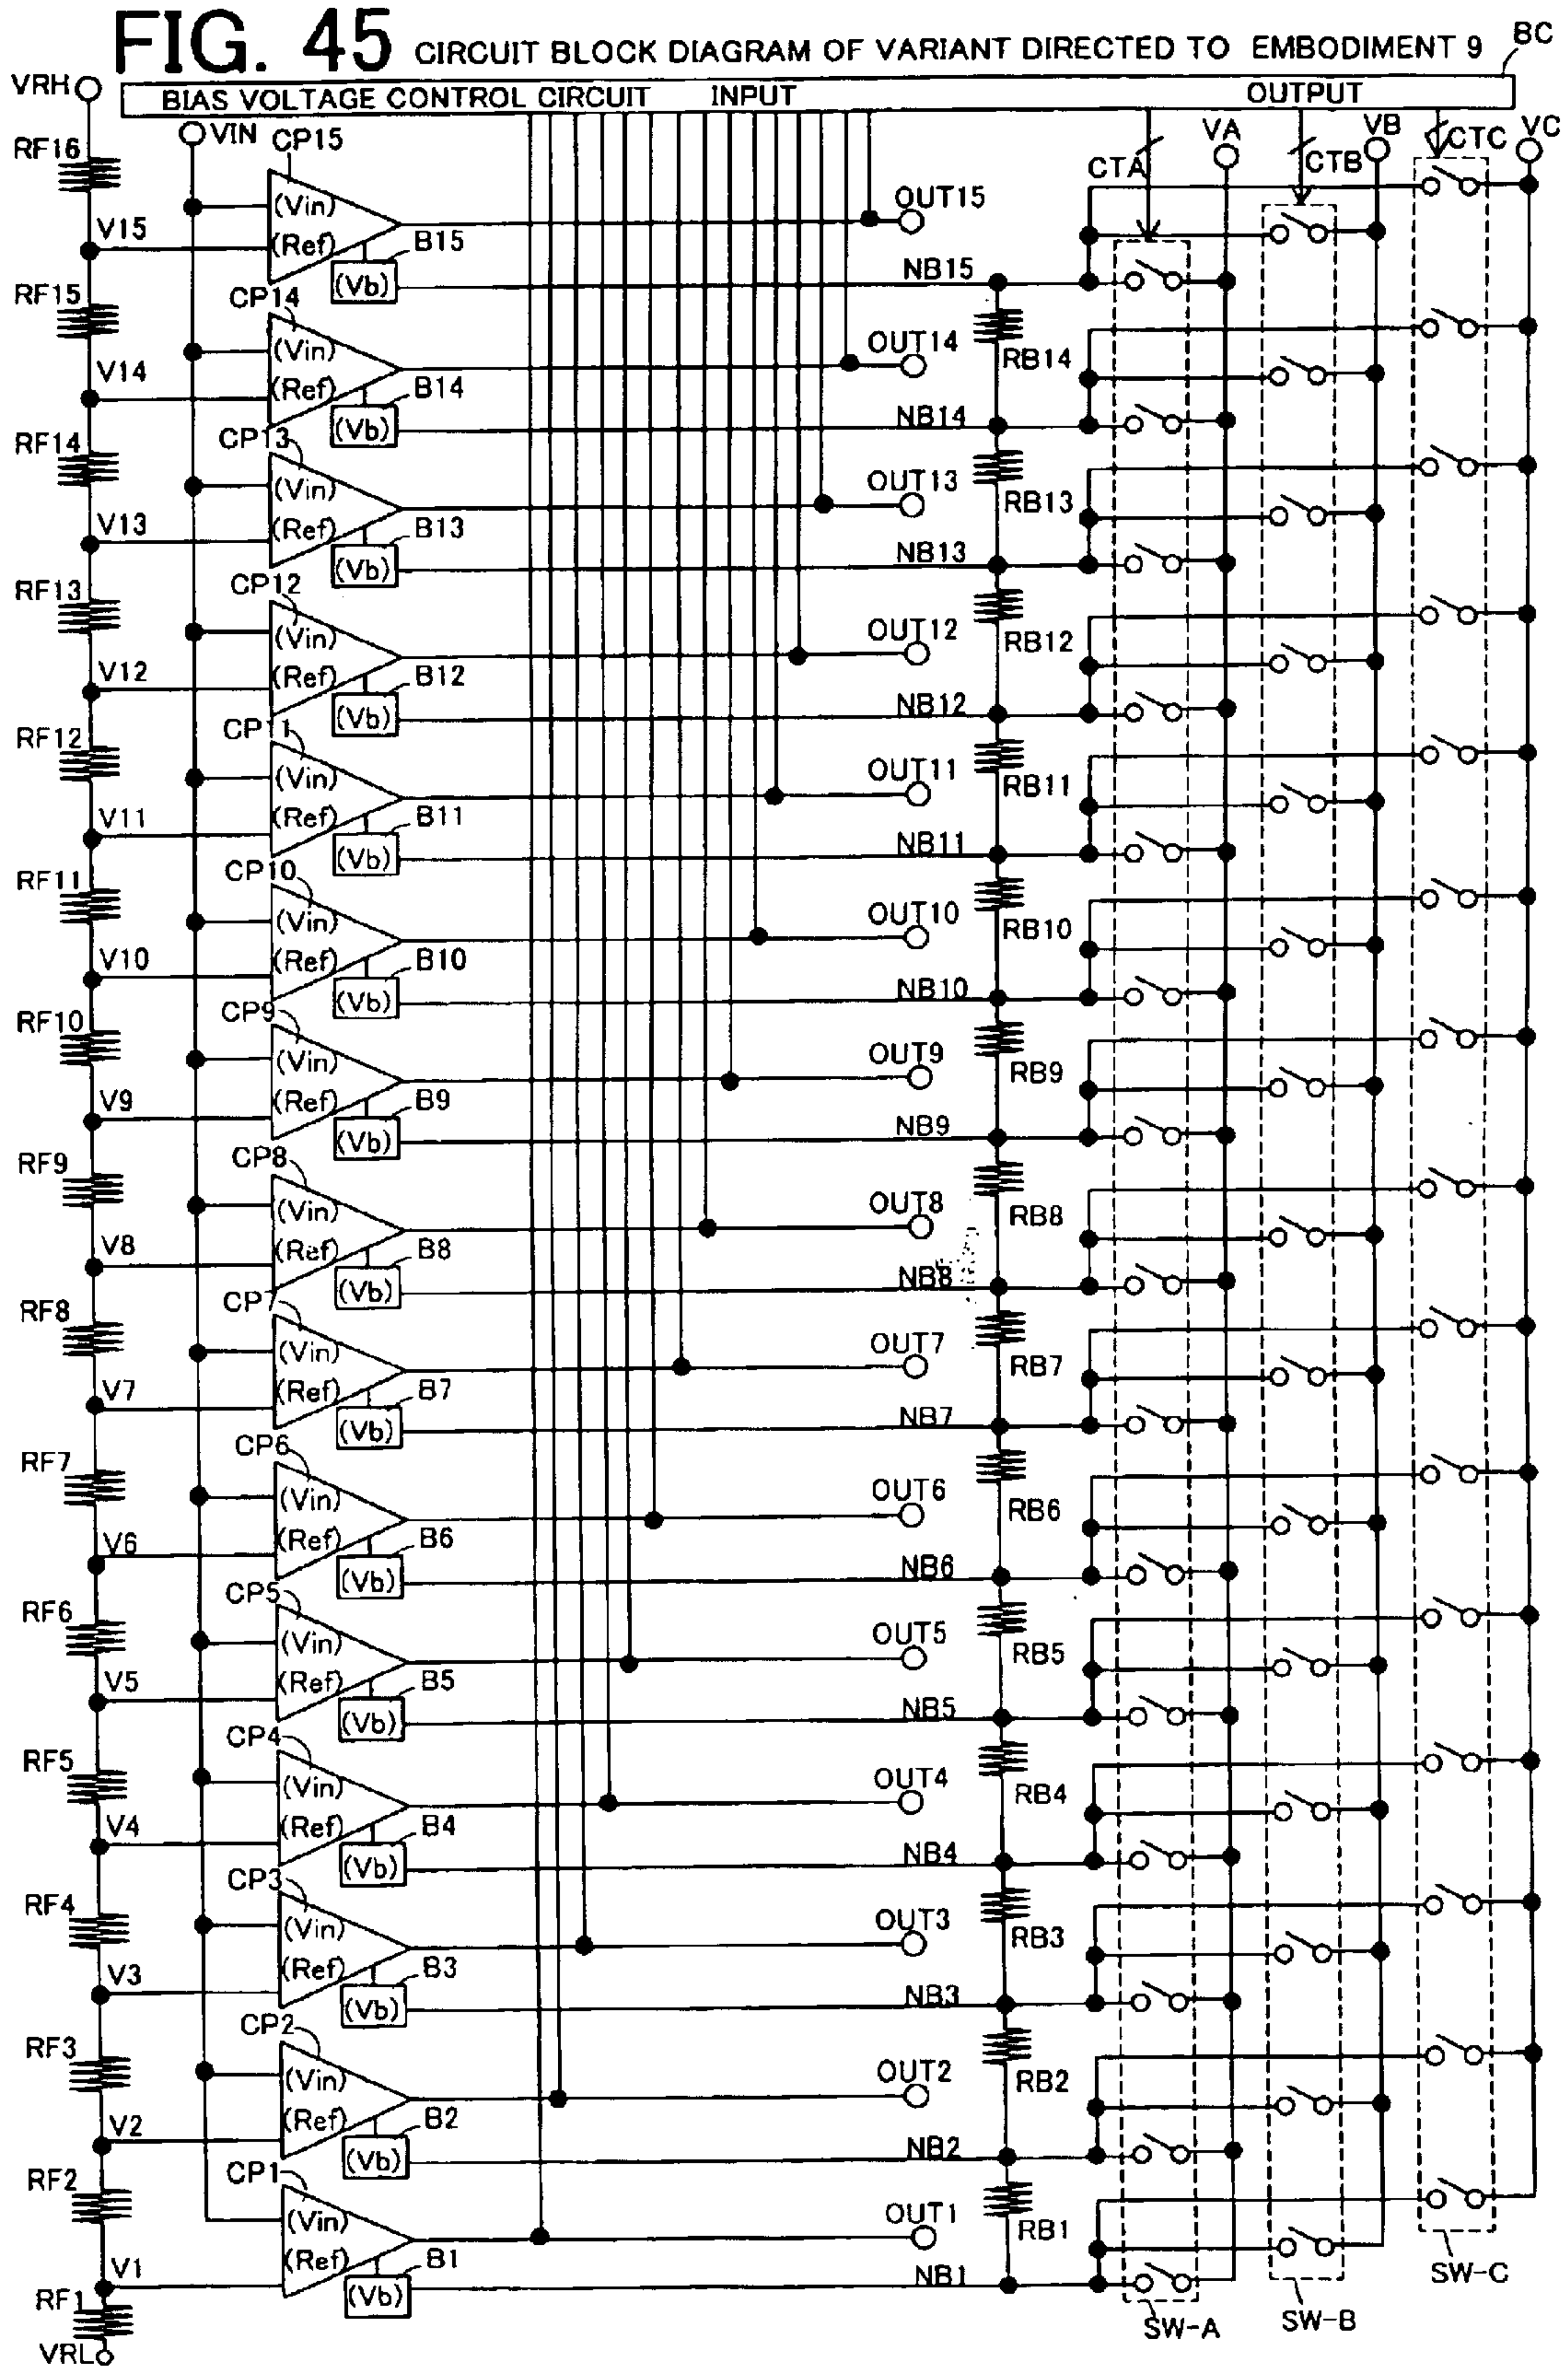 FIG. 45 CIRCUIT BLOCK DIAGRAM OF VARIANT DIRECTED TO EMBODIMENT 9
BC
VRH
BIAS VOLTAGE CONTROL CIRCUIT INPUT OUTPUT
VIN
VA
VB
VC
CTA
CTB
CTC
RF16
CP15
(Vin)
(Ref)
(Vb)
V15
B15
OUT15
NB15
RF15
CP14
(Vin)
(Ref)
(Vb)
V14
B14
OUT14
NB14
RB14
RF14
CP13
(Vin)
(Ref)
(Vb)
V13
B13
OUT13
NB13
RB13
RF13
CP12
(Vin)
(Ref)
(Vb)
V12
B12
OUT12
NB12
RB12
RF12
CP11
(Vin)
(Ref)
(Vb)
V11
B11
OUT11
NB11
RB11
RF11
CP10
(Vin)
(Ref)
(Vb)
V10
B10
OUT10
NB10
RB10
RF10
CP9
(Vin)
(Ref)
(Vb)
V9
B9
OUT9
NB9
RB9
RF9
CP8
(Vin)
(Ref)
(Vb)
V8
B8
OUT8
NB8
RB8
RF8
CP7
(Vin)
(Ref)
(Vb)
V7
B7
OUT7
NB7
RB7
RF7
CP6
(Vin)
(Ref)
(Vb)
V6
B6
OUT6
NB6
RB6
RF6
CP5
(Vin)
(Ref)
(Vb)
V5
B5
OUT5
NB5
RB5
RF5
CP4
(Vin)
(Ref)
(Vb)
V4
B4
OUT4
NB4
RB4
RF4
CP3
(Vin)
(Ref)
(Vb)
V3
B3
OUT3
NB3
RB3
RF3
CP2
(Vin)
(Ref)
(Vb)
V2
B2
OUT2
NB2
RB2
RF2
CP1
(Vin)
(Ref)
(Vb)
V1
B1
OUT1
NB1
RB1
RF1
VRL
SW-A
SW-B
SW-C